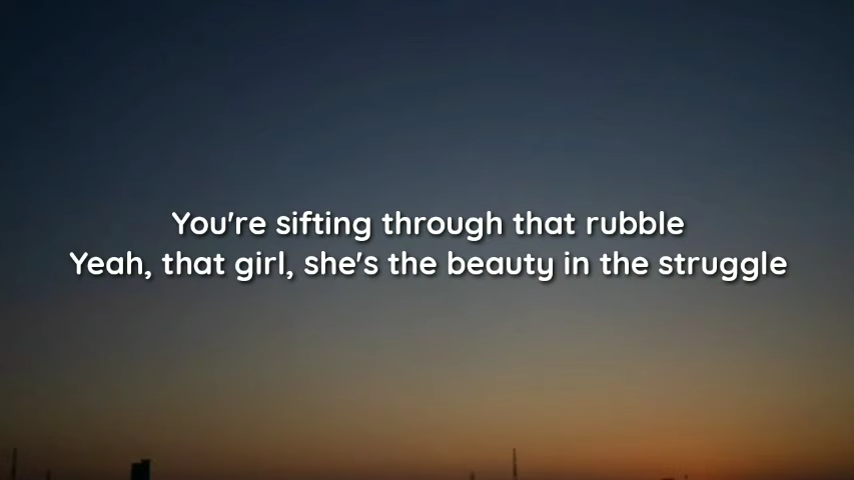 You're sifting through that rubble
Yeah, that girl, she's the beauty in the struggle